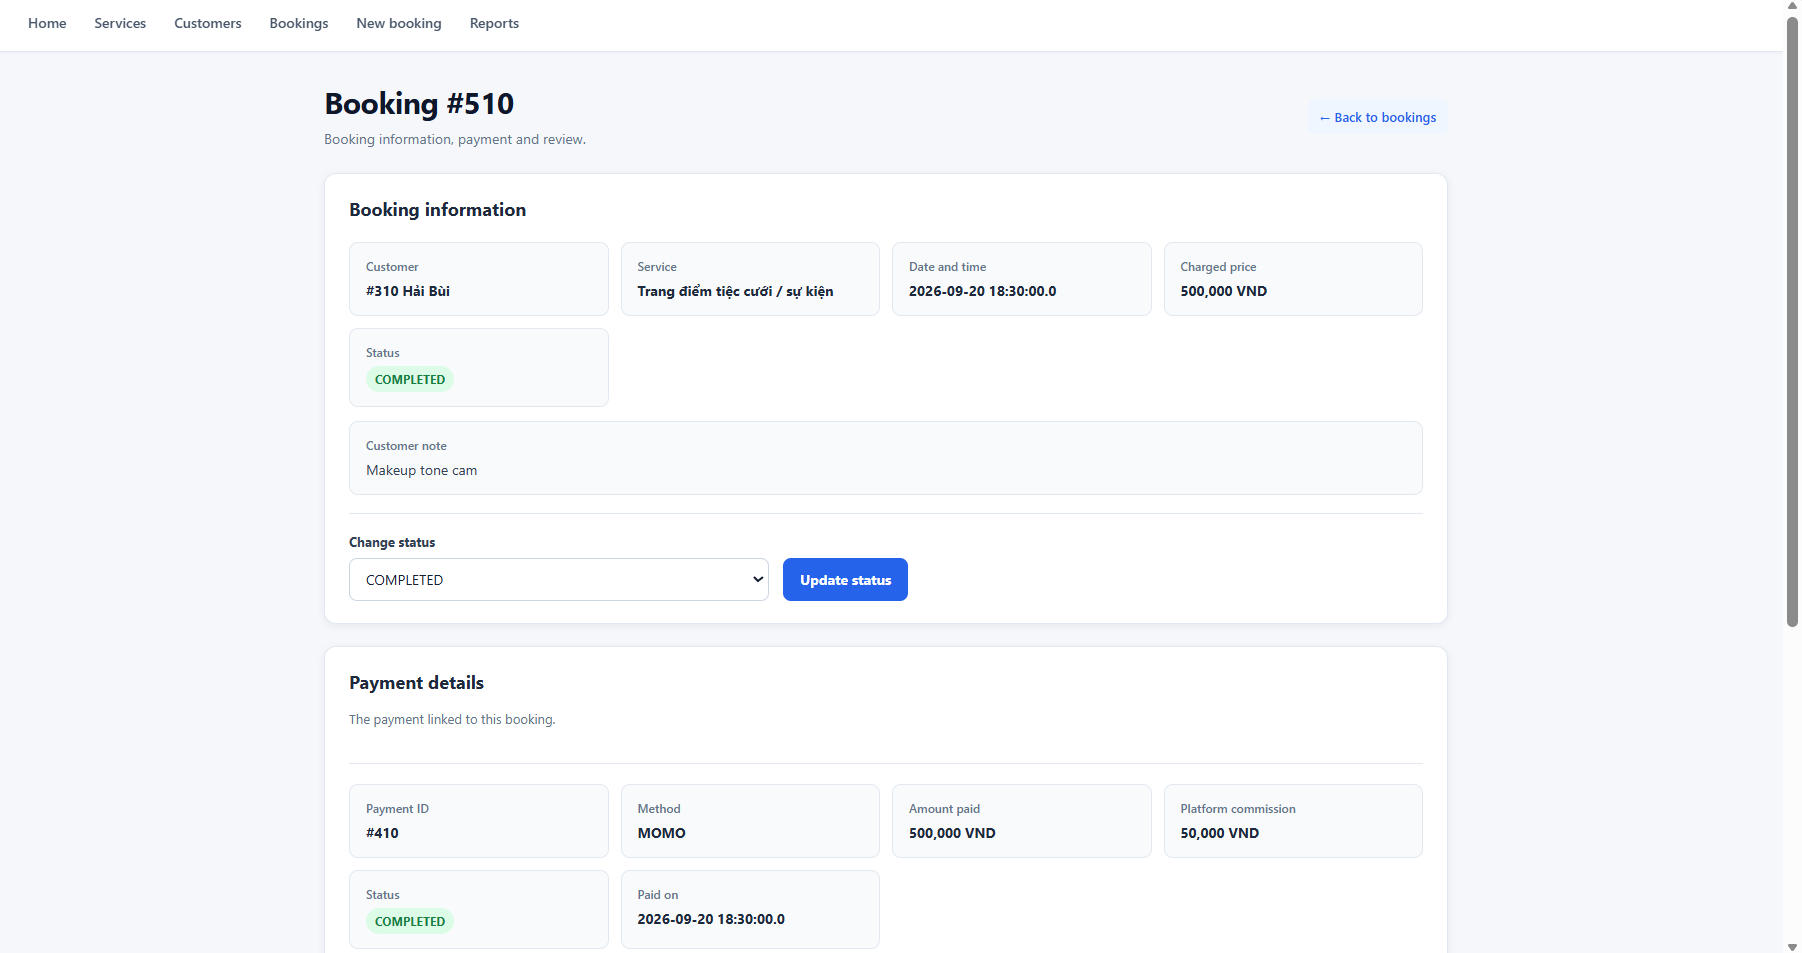 Home Services Customers Bookings New booking Reports
Booking #510
← Back to bookings
Booking information, payment and review.
Booking information
Customer
#310 Hải Bùi
Service
Trang điểm tiệc cưới / sự kiện
Date and time
2026-09-20 18:30:00.0
Charged price
500,000 VND
Status
COMPLETED
Customer note
Makeup tone cam
Change status
COMPLETED
Update status
Payment details
The payment linked to this booking.
Payment ID
#410
Method
MOMO
Amount paid
500,000 VND
Platform commission
50,000 VND
Status
COMPLETED
Paid on
2026-09-20 18:30:00.0